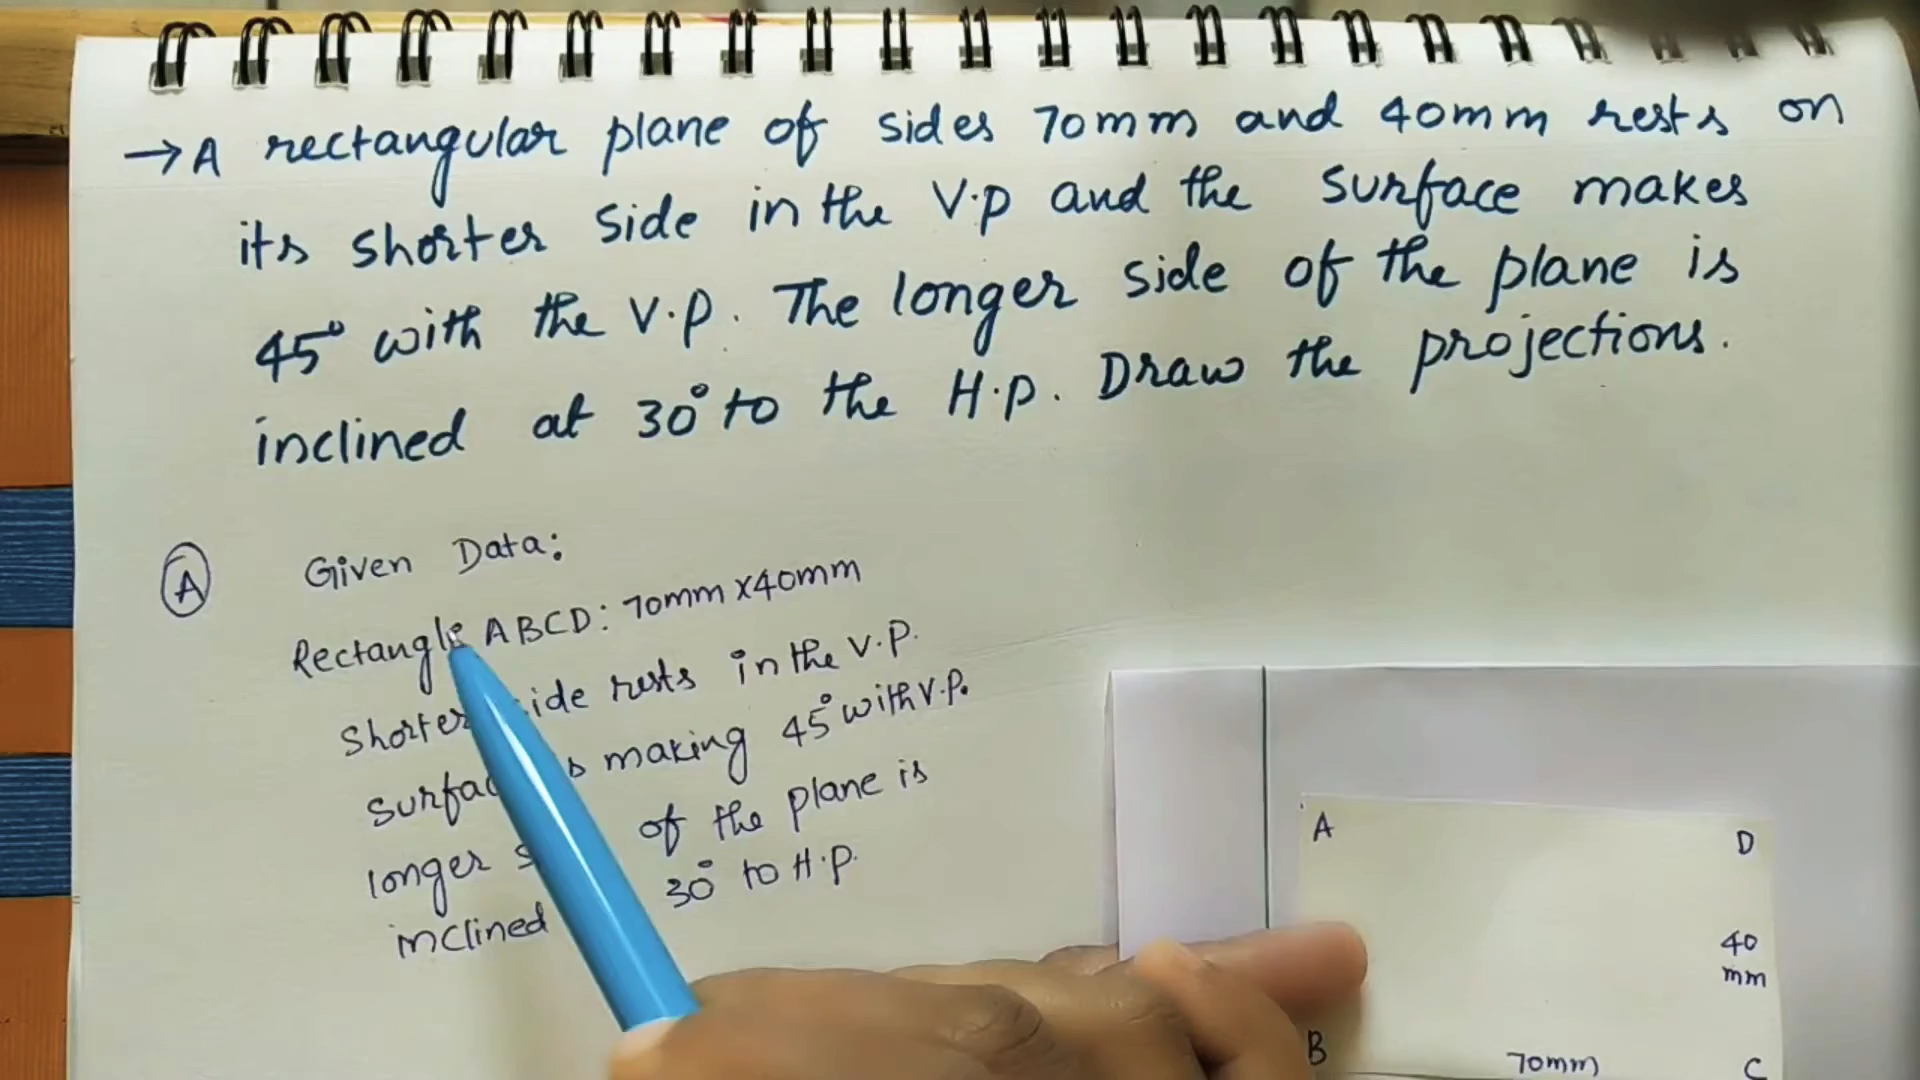 → A rectangular plane of sides 70mm and 40mm rests on
its shorter side in the V.P and the surface makes
45° with the V.P. The longer side of the plane is
inclined at 30° to the H.P. Draw the projections.
A Given Data:
Rectangle ABCD: 70mm x 40mm
shorter ide rests in the V.P.
surfac making 45° with V.P.
longer s of the plane is
inclined 30° to H.P.
A
D
40
mm
B
70mm
C